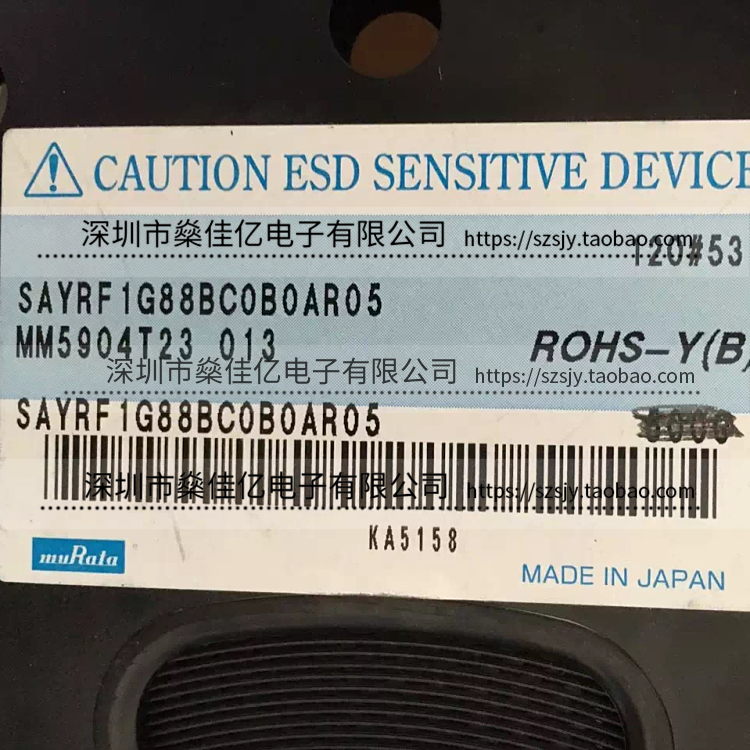 CAUTION ESD SENSITIVE DEVICE
深圳市燊佳亿电子有限公司 https://szsjy.taobao.com
120#53
SAYRF1G88BC0B0AR05
MM5904T23 013
ROHS-Y(B)
深圳市燊佳亿电子有限公司 https://szsjy.taobao.com
SAYRF1G88BC0B0AR05
深圳市燊佳亿电子有限公司 https://szsjy.taobao.com
KA5158
muRata
MADE IN JAPAN